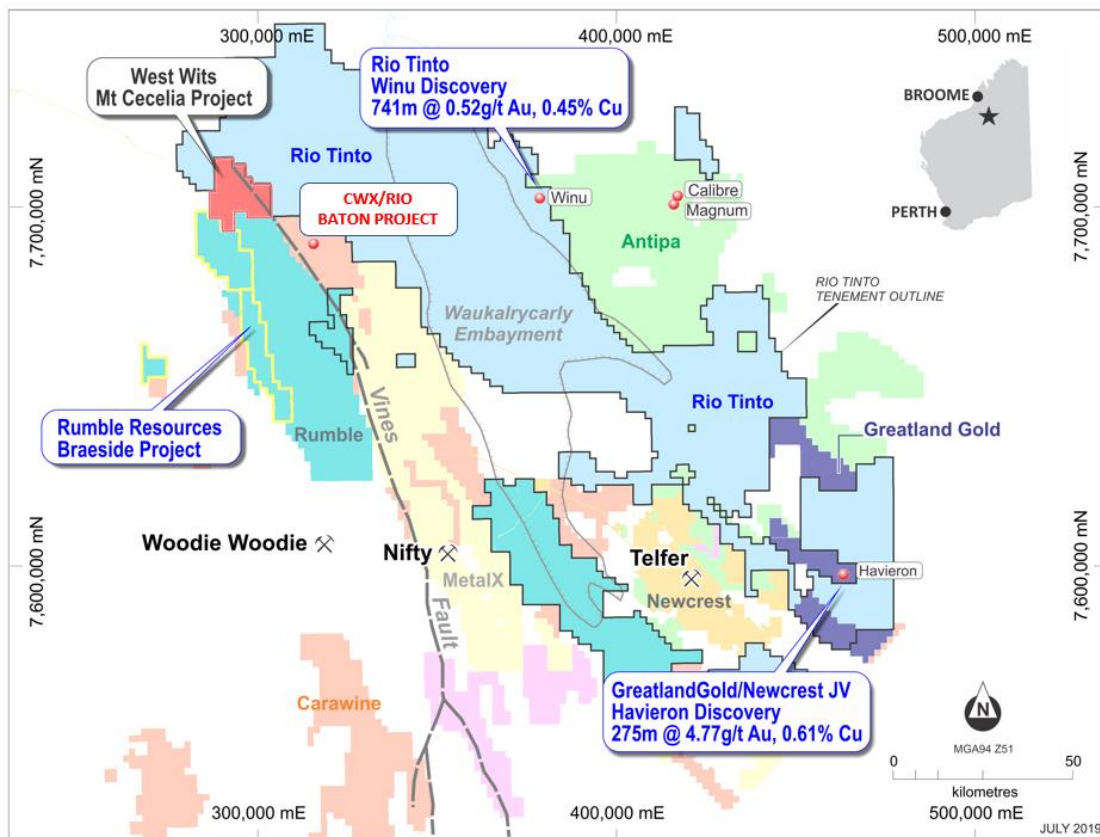 300,000 mE
400,000 mE
500,000 mE
West Wits
Mt Cecelia Project
Rio Tinto
Winu Discovery
741m @ 0.52g/t Au, 0.45% Cu
BROOME
PERTH
Rio Tinto
CWX/RIO
BATON PROJECT
Winu
Calibre
Magnum
Antipa
7,700,000 mN
7,700,000 mN
RIO TINTO
TENEMENT OUTLINE
Waukalrycarly
Embayment
Rio Tinto
Rumble Resources
Braeside Project
Rumble
Vines
Greatland Gold
Woodie Woodie
Nifty
MetalX
Telfer
Newcrest
Havieron
7,600,000 mN
7,600,000 mN
Fault
Carawine
GreatlandGold/Newcrest JV
Havieron Discovery
275m @ 4.77g/t Au, 0.61% Cu
N
MGA94 Z51
0
50
kilometres
300,000 mE
400,000 mE
500,000 mE
JULY 2019